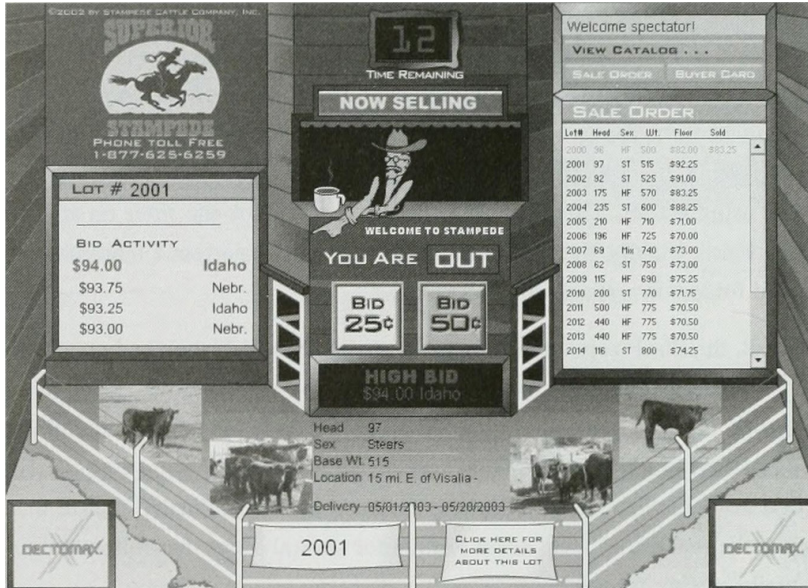 ©2003 BY STAMPEDE CATTLE COMPANY, INC.
SUPERIOR
STAMPEDE
PHONE TOLL FREE
1-877-625-6259
LOT # 2001
BID ACTIVITY
$94.00 Idaho
$93.75 Nebr.
$93.25 Idaho
$93.00 Nebr.
12
TIME REMAINING
NOW SELLING
WELCOME TO STAMPEDE
YOU ARE OUT
BID 25¢
BID 50¢
HIGH BID
$94.00 Idaho
Head 97
Sex Steers
Base Wt. 515
Location 15 mi. E. of Visalia -
Delivery 05/01/2003 - 05/20/2003
2001
CLICK HERE FOR
MORE DETAILS
ABOUT THIS LOT
Welcome spectator!
VIEW CATALOG . . .
SALE ORDER BUYER CARD
SALE ORDER
Lot# Head Sex Wt. Floor Sold
2000 96 HF 500 $82.00 $83.25
2001 97 ST 515 $92.25
2002 92 ST 525 $91.00
2003 175 HF 570 $83.25
2004 235 ST 600 $88.25
2005 210 HF 710 $71.00
2006 196 HF 725 $70.00
2007 69 Mix 740 $73.00
2008 62 ST 750 $73.00
2009 115 HF 690 $75.25
2010 200 ST 770 $71.75
2011 500 HF 775 $70.50
2012 440 HF 775 $70.50
2013 440 HF 775 $70.50
2014 116 ST 800 $74.25
DECTOMAX.
DECTOMAX.